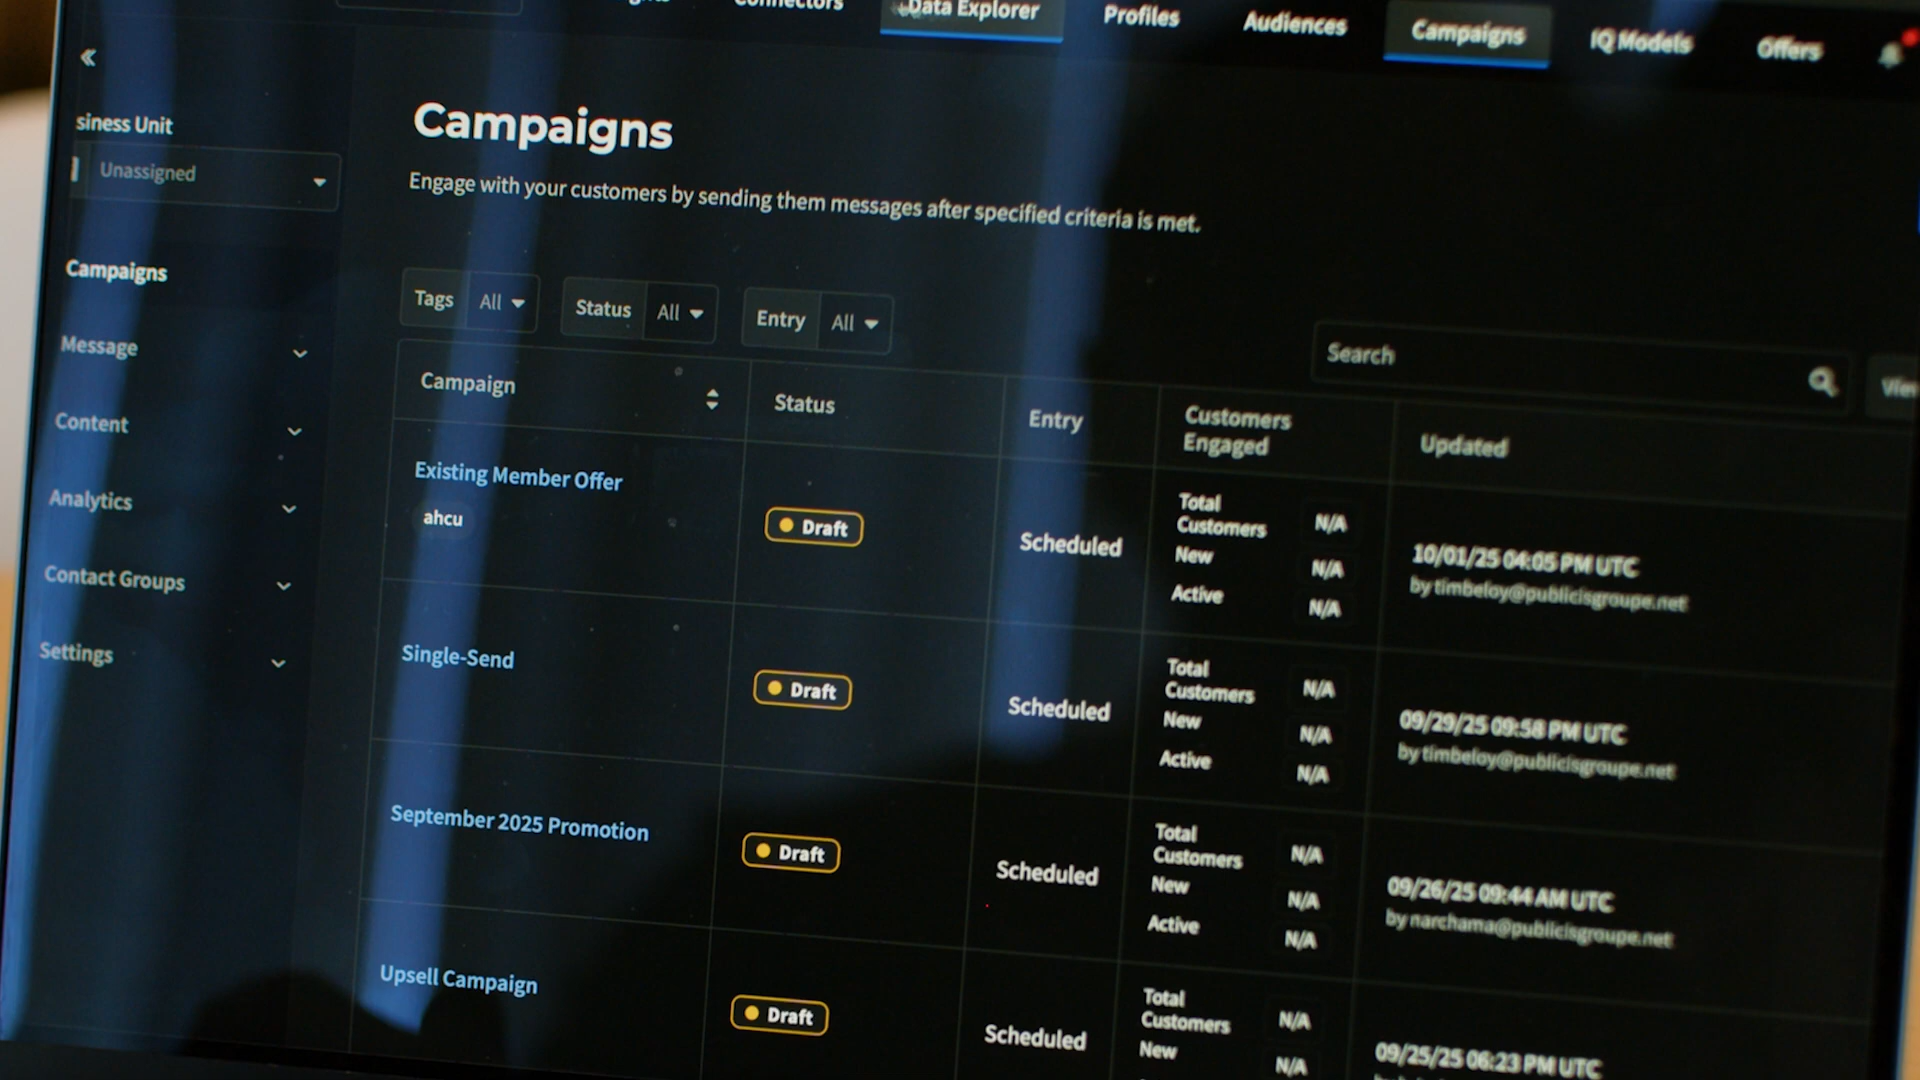 Data Explorer
Profiles
Audiences
Campaigns
IQ Models
Offers
siness Unit
Unassigned
Campaigns
Message
Content
Analytics
Contact Groups
Settings
Campaigns
Engage with your customers by sending them messages after specified criteria is met.
Tags All
Status All
Entry All
Search
Campaign
Status
Entry
Customers
Engaged
Updated
Existing Member Offer
ahcu
Draft
Scheduled
Total
Customers N/A
New N/A
Active N/A
10/01/25 04:05 PM UTC
by timbeloy@publicisgroupe.net
Single-Send
Draft
Scheduled
Total
Customers N/A
New N/A
Active N/A
09/29/25 09:58 PM UTC
by timbeloy@publicisgroupe.net
September 2025 Promotion
Draft
Scheduled
Total
Customers N/A
New N/A
Active N/A
09/26/25 09:44 AM UTC
by narchama@publicisgroupe.net
Upsell Campaign
Draft
Scheduled
Total
Customers N/A
New N/A
09/25/25 06:23 PM UTC